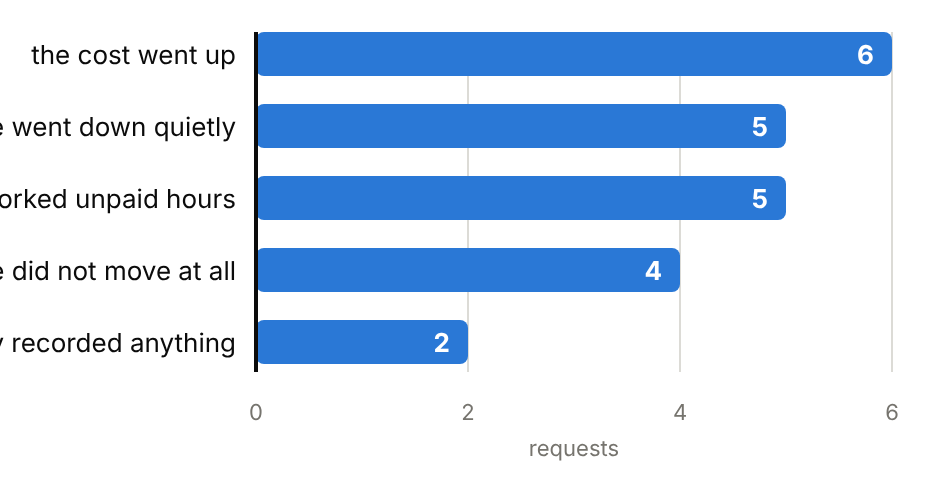 the cost went up 6
went down quietly 5
unpaid hours 5
did not move at all 4
recorded anything 2
0 2 4 6
requests